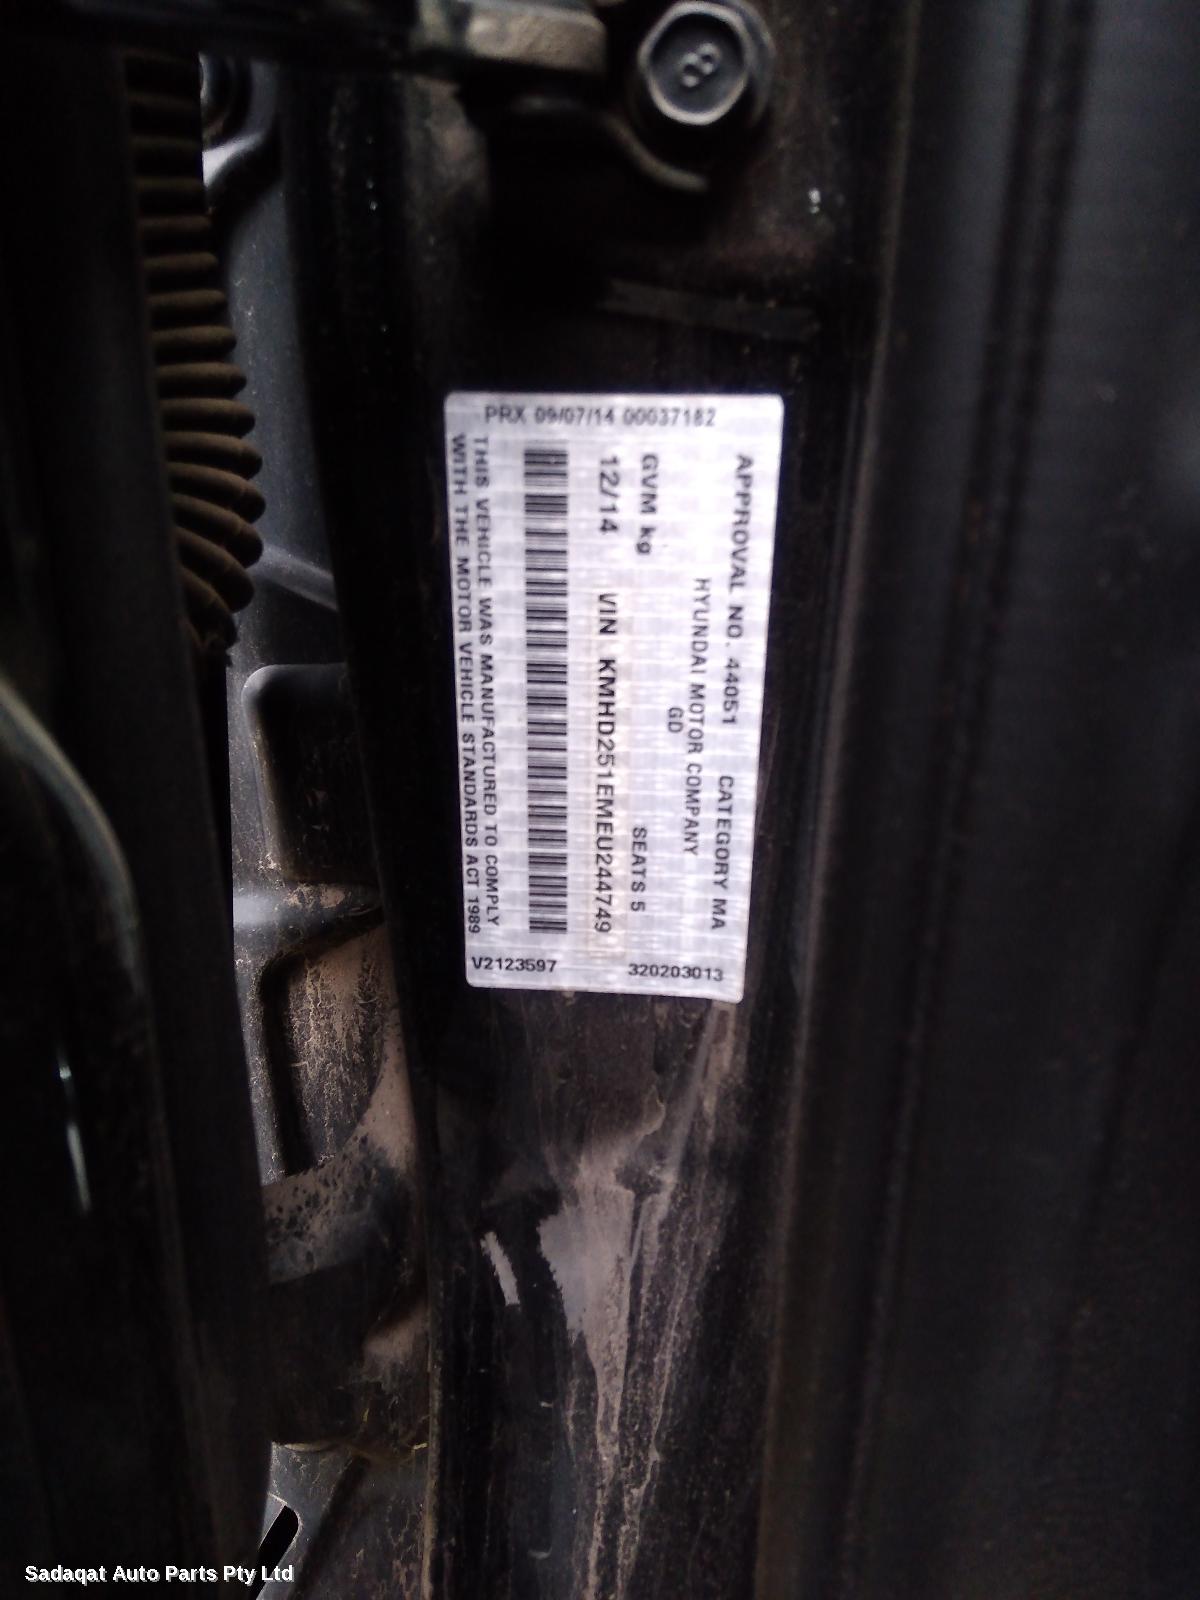 8
PRX 09/07/14 00037182
APPROVAL NO. 44051 CATEGORY MA
HYUNDAI MOTOR COMPANY
GD
GVM kg SEATS 5
12/14 VIN KMHD251EMEU244749
THIS VEHICLE WAS MANUFACTURED TO COMPLY
WITH THE MOTOR VEHICLE STANDARDS ACT 1989
V2123597 320203013
Sadaqat Auto Parts Pty Ltd